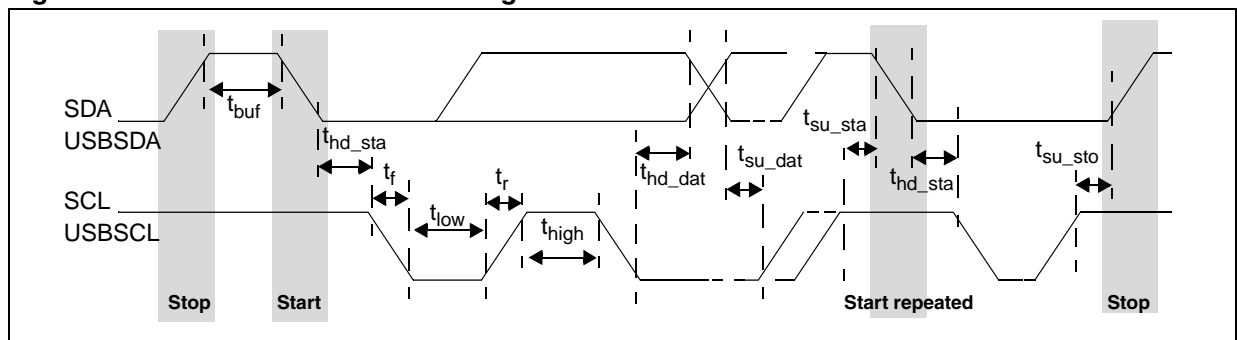 SDA
USBSDA
t_buf
t_hd_sta
t_f
t_low
t_r
t_high
t_hd_dat
t_su_dat
t_su_sta
t_hd_sta
t_su_sto
SCL
USBSCL
Stop
Start
Start repeated
Stop